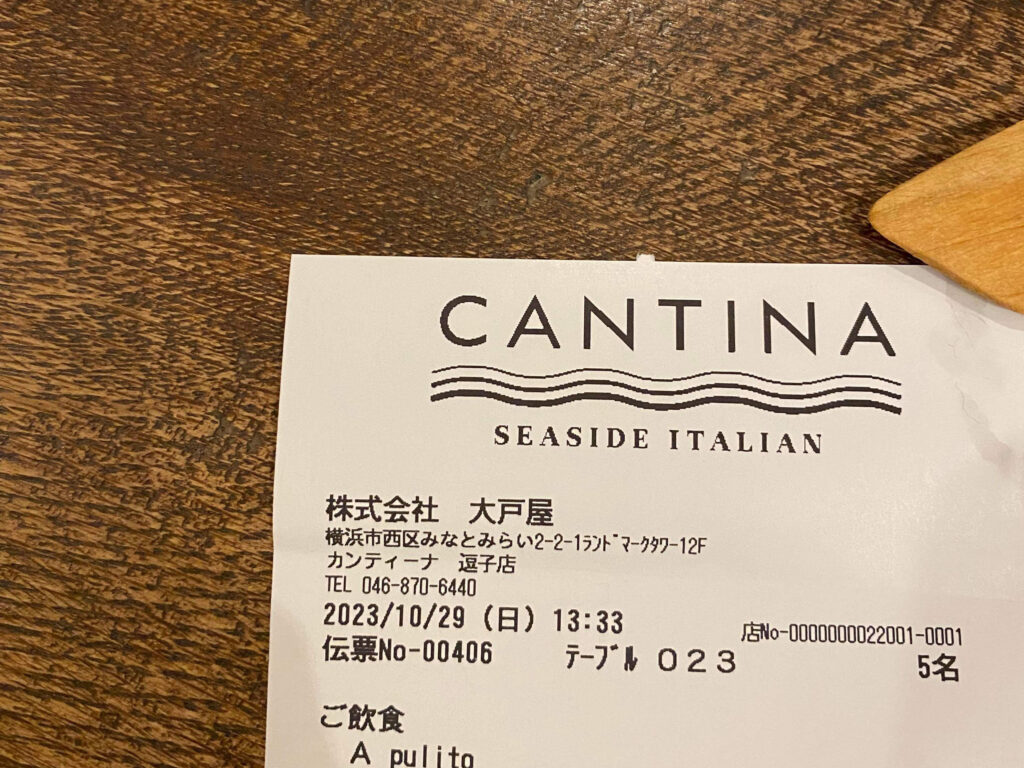 CANTINA
SEASIDE ITALIAN
株式会社　大戸屋
横浜市西区みなとみらい2-2-1ﾗﾝﾄﾞﾏｰｸﾀﾜｰ12F
カンティーナ　逗子店
TEL 046-870-6440
2023/10/29 (日) 13:33
店No-0000000022001-0001
伝票No-00406 ﾃｰﾌﾞﾙ 023 5名
ご飲食
A pulito